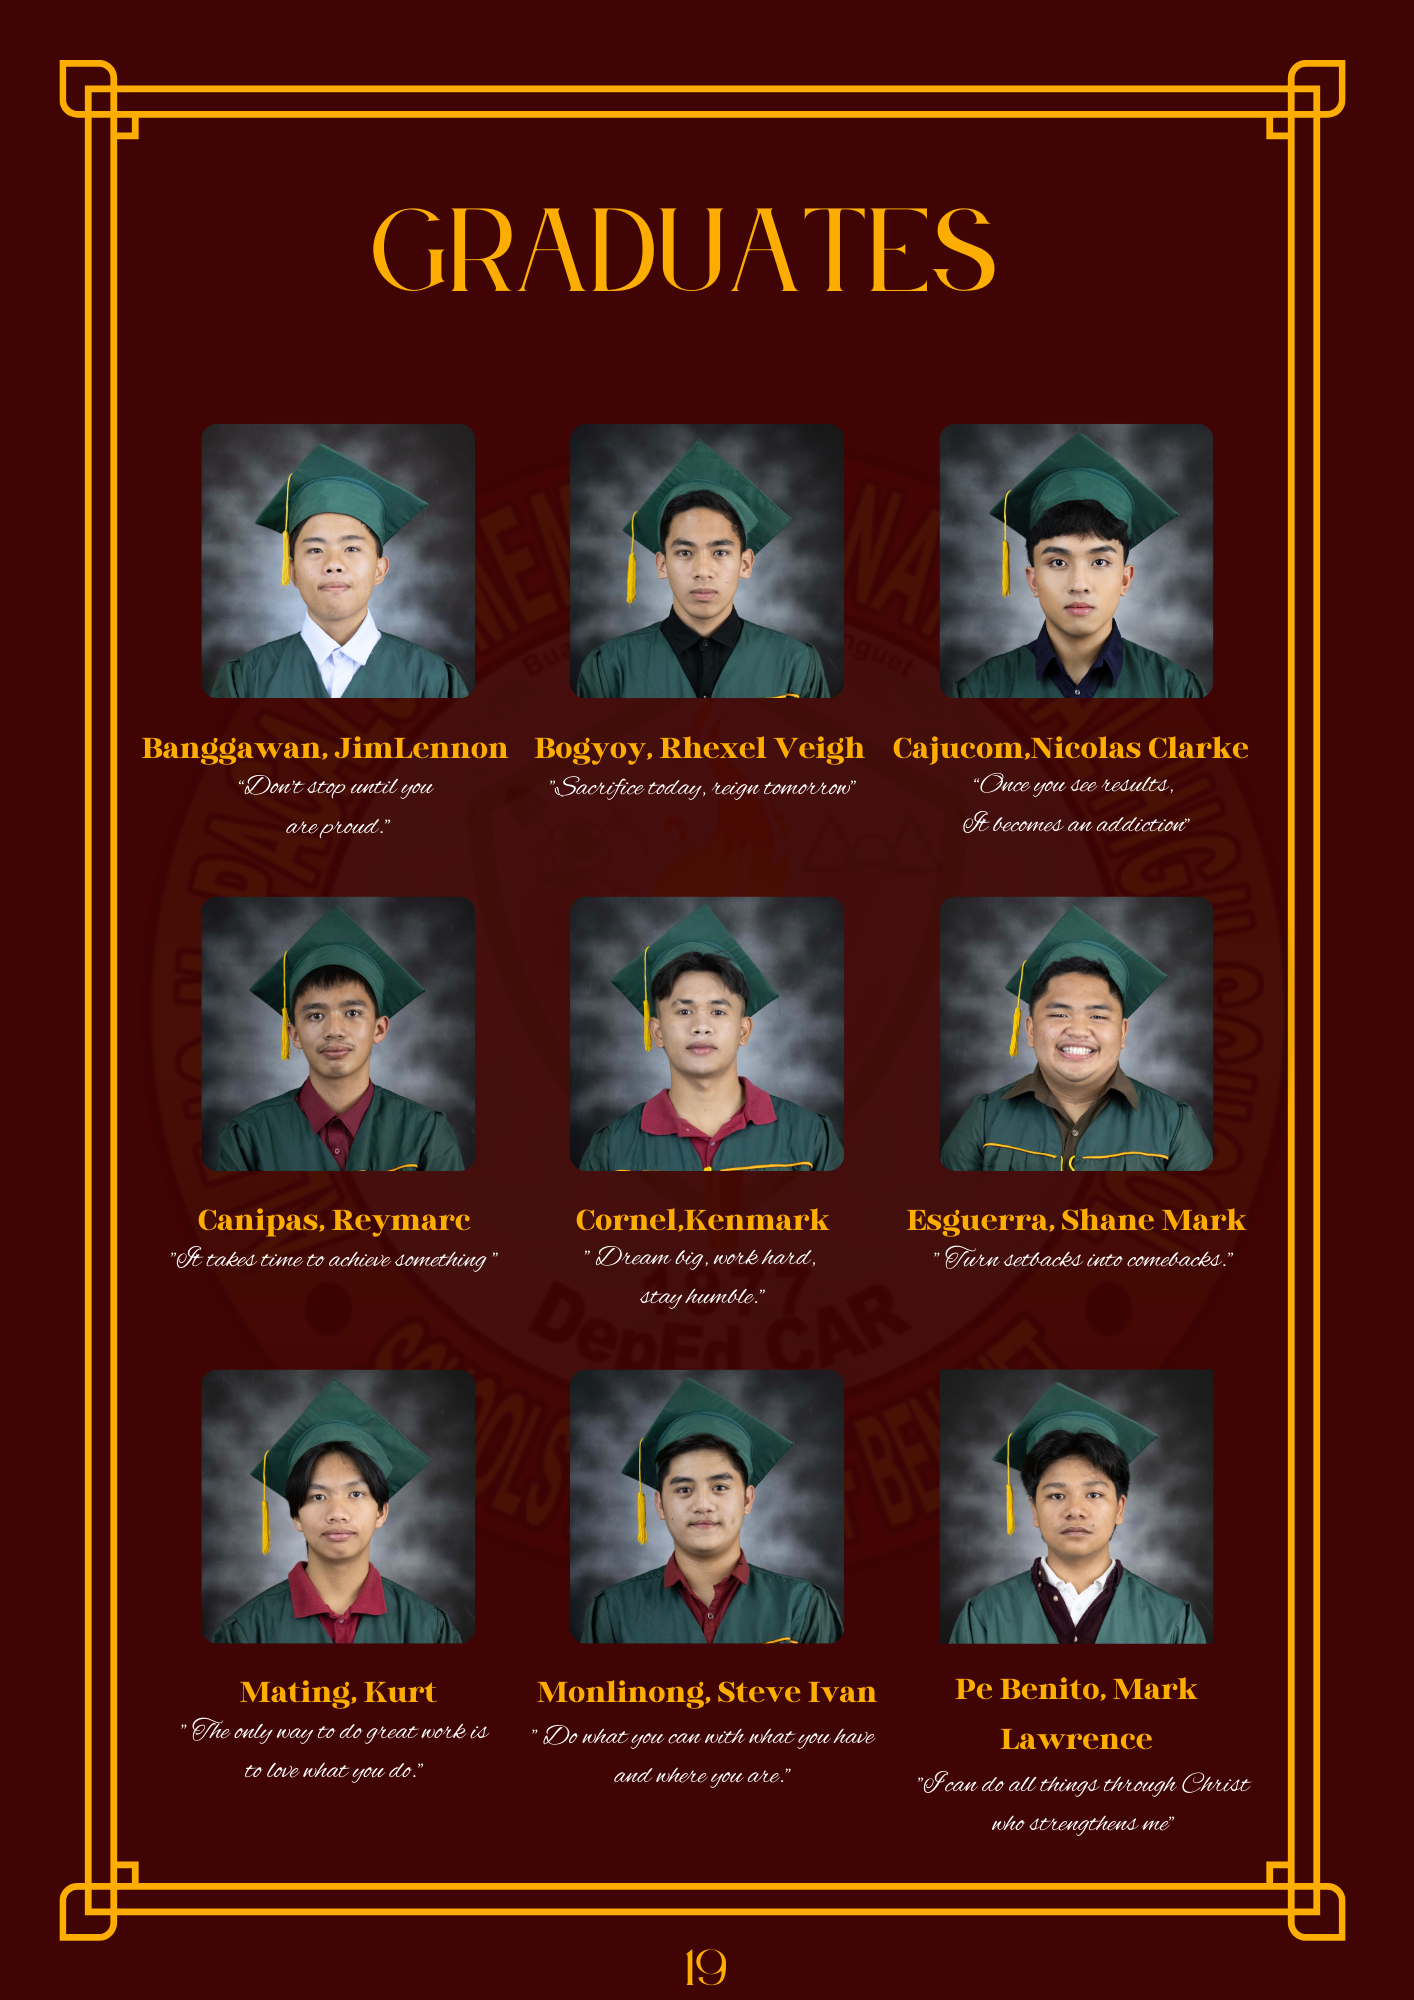 GRADUATES
Banggawan, JimLennon
“Don't stop until you
are proud.”
Bogyoy, Rhexel Veigh
”Sacrifice today, reign tomorrow”
Cajucom,Nicolas Clarke
“Once you see results,
It becomes an addiction”
Canipas, Reymarc
”It takes time to achieve something ”
Cornel,Kenmark
” Dream big, work hard,
stay humble.”
Esguerra, Shane Mark
” Turn setbacks into comebacks.”
1977
DepEd CAR
Mating, Kurt
” The only way to do great work is
to love what you do.”
Monlinong, Steve Ivan
” Do what you can with what you have
and where you are.”
Pe Benito, Mark
Lawrence
”I can do all things through Christ
who strengthens me”
19